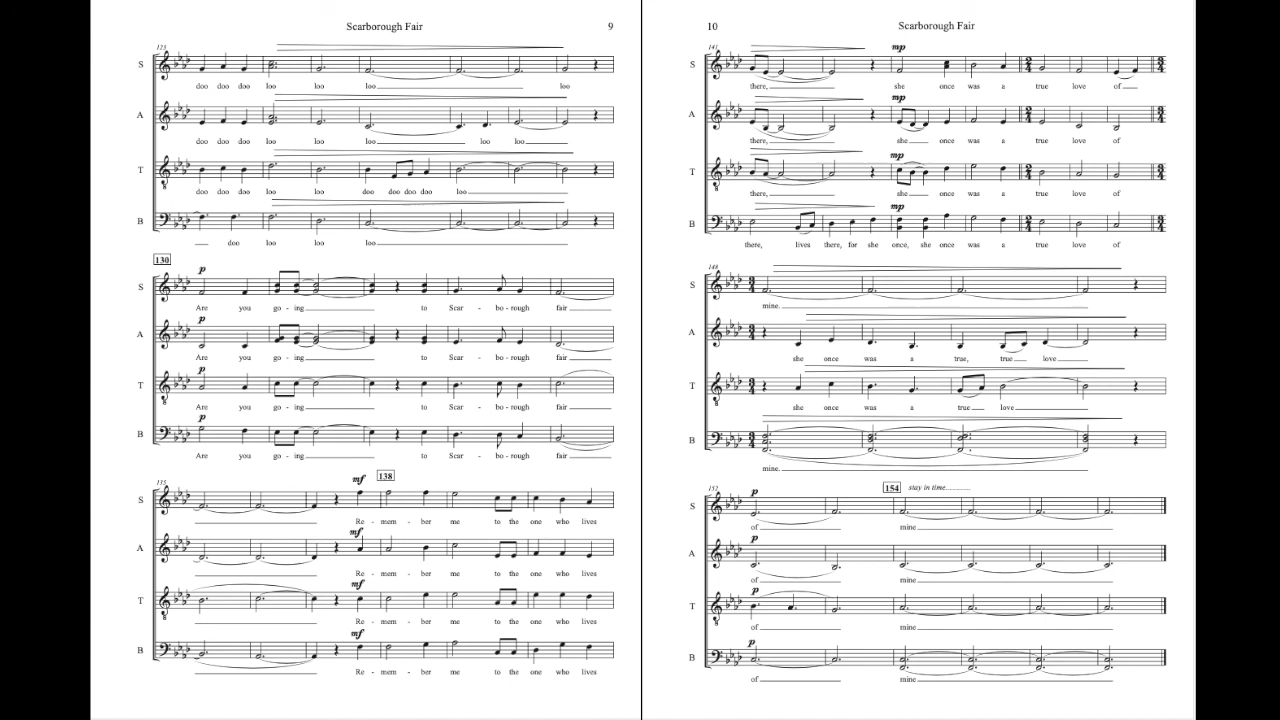 Scarborough Fair 9
123
S
doo doo doo loo loo loo loo
A
doo doo doo loo loo loo loo loo
T
doo doo doo loo loo doo doo doo doo loo
B
doo loo loo loo
130
p
S
Are you go - ing to Scar - bo - rough fair
p
A
Are you go - ing to Scar - bo - rough fair
p
T
Are you go - ing to Scar - bo - rough fair
p
B
Are you go - ing to Scar - bo - rough fair
135 mf 138
S
Re - mem - ber me to the one who lives
mf
A
Re - mem - ber me to the one who lives
mf
T
Re - mem - ber me to the one who lives
mf
B
Re - mem - ber me to the one who lives
10 Scarborough Fair
141 mp
S
there, she once was a true love of
mp
A
there, she once was a true love of
mp
T
there, she once was a true love of
mp
B
there, lives there, for she once, she once was a true love of
148
S
mine.
A
she once was a true, true love
T
she once was a true love
B
mine.
152 p 154 stay in time
S
of mine
p
A
of mine
p
T
of mine
p
B
of mine